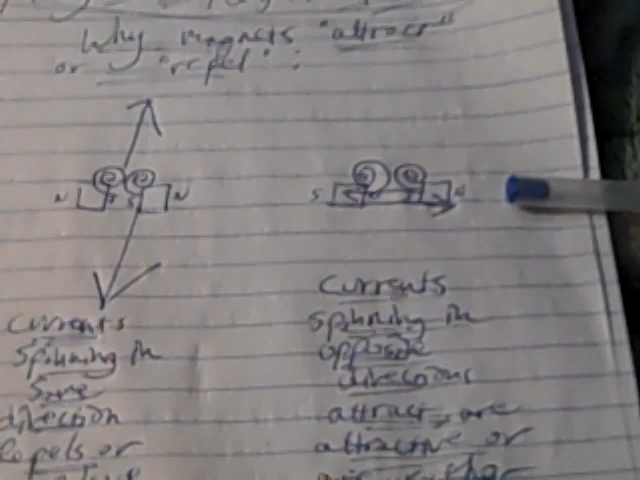 Why magnets "attract"
or "repel":
N S S N
S N
Currents
spinning in
same
direction
repels or
Currents
spinning in
opposite
directions
attract, are
attractive or